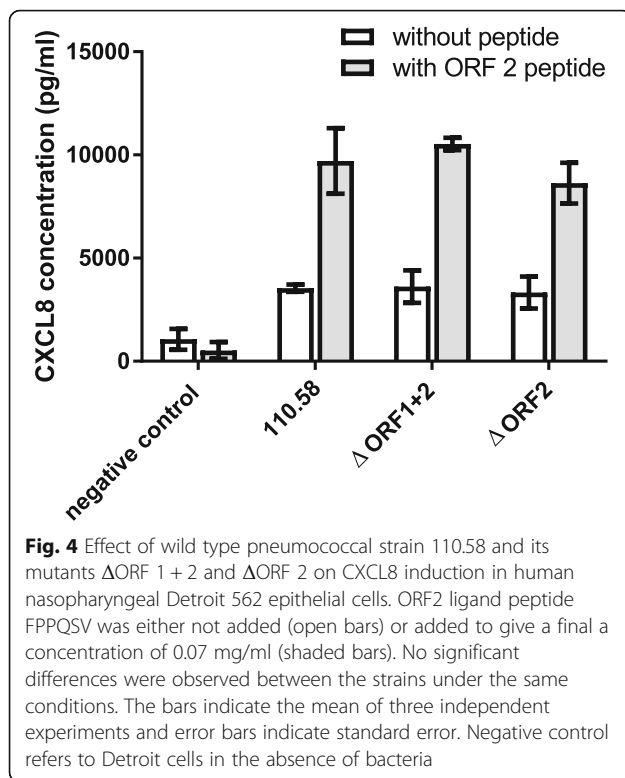 without peptide
with ORF 2 peptide
CXCL8 concentration (pg/ml)
15000
10000
5000
0
negative control
110.58
Δ ORF1+2
Δ ORF2
Fig. 4 Effect of wild type pneumococcal strain 110.58 and its
mutants ΔORF 1 + 2 and ΔORF 2 on CXCL8 induction in human
nasopharyngeal Detroit 562 epithelial cells. ORF2 ligand peptide
FPPQSV was either not added (open bars) or added to give a final a
concentration of 0.07 mg/ml (shaded bars). No significant
differences were observed between the strains under the same
conditions. The bars indicate the mean of three independent
experiments and error bars indicate standard error. Negative control
refers to Detroit cells in the absence of bacteria